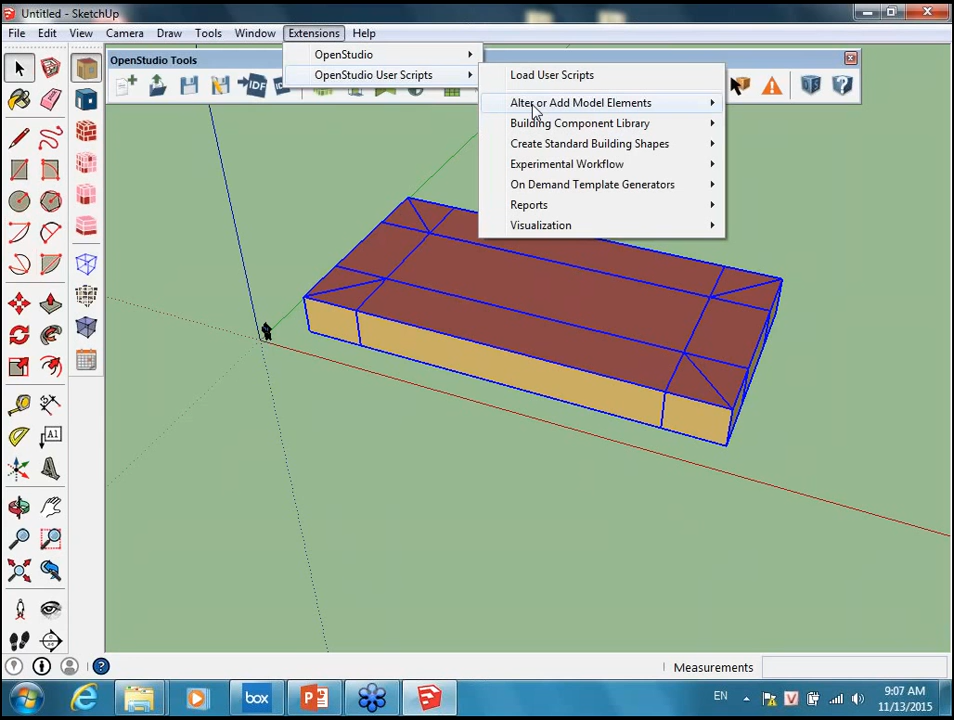 Untitled - SketchUp
File Edit View Camera Draw Tools Window Extensions Help
OpenStudio Tools
OpenStudio
OpenStudio User Scripts
IDF
Load User Scripts
Alter or Add Model Elements
Building Component Library
Create Standard Building Shapes
Experimental Workflow
On Demand Template Generators
Reports
Visualization
A1
Measurements
box
EN
9:07 AM
11/13/2015